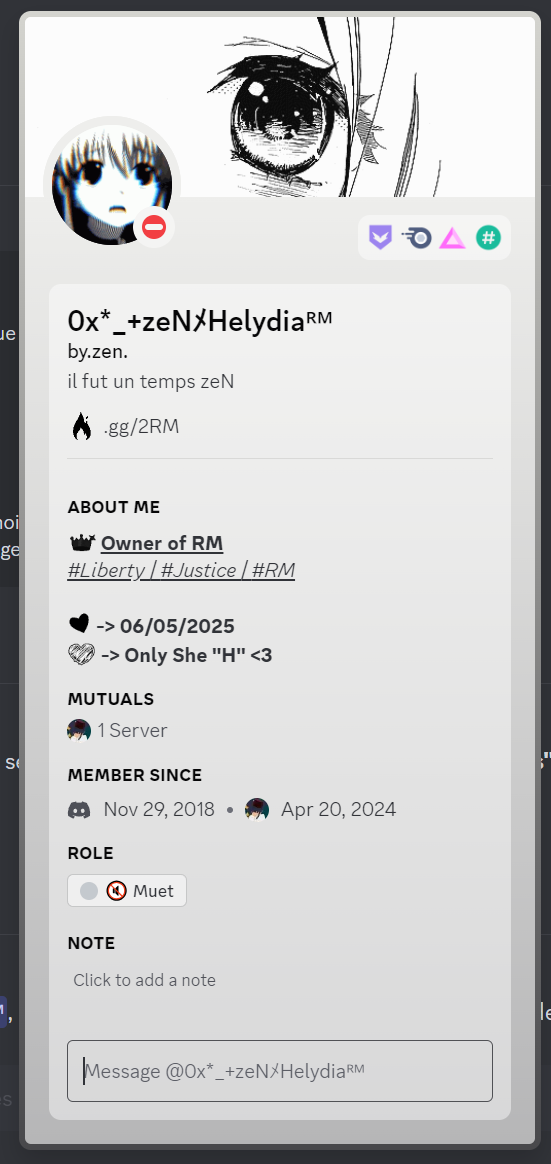 0x*_+zeN〆Helydiaᴿᴹ
by.zen.
il fut un temps zeN
.gg/2RM
ABOUT ME
Owner of RM
#Liberty | #Justice | #RM
-> 06/05/2025
-> Only She "H" <3
MUTUALS
1 Server
MEMBER SINCE
Nov 29, 2018 • Apr 20, 2024
ROLE
Muet
NOTE
Click to add a note
Message @0x*_+zeN〆Helydiaᴿᴹ